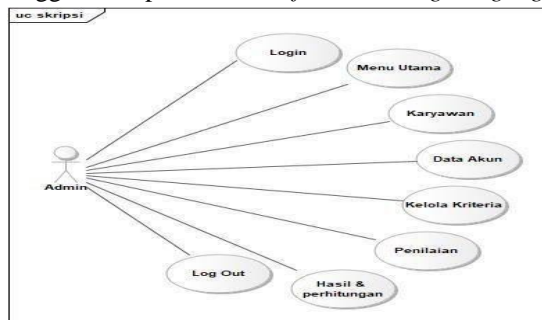 uc skripsi
Login
Menu Utama
Karyawan
Data Akun
Admin
Kelola Kriteria
Penilaian
Log Out
Hasil &
perhitungan